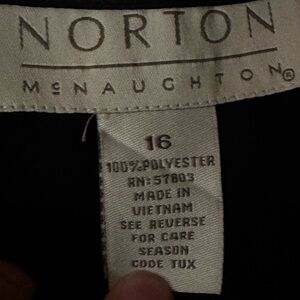 NORTON
McNAUGHTON®
16
100%POLYESTER
RN:57803
MADE IN
VIETNAM
SEE REVERSE
FOR CARE
SEASON
CODE TUX